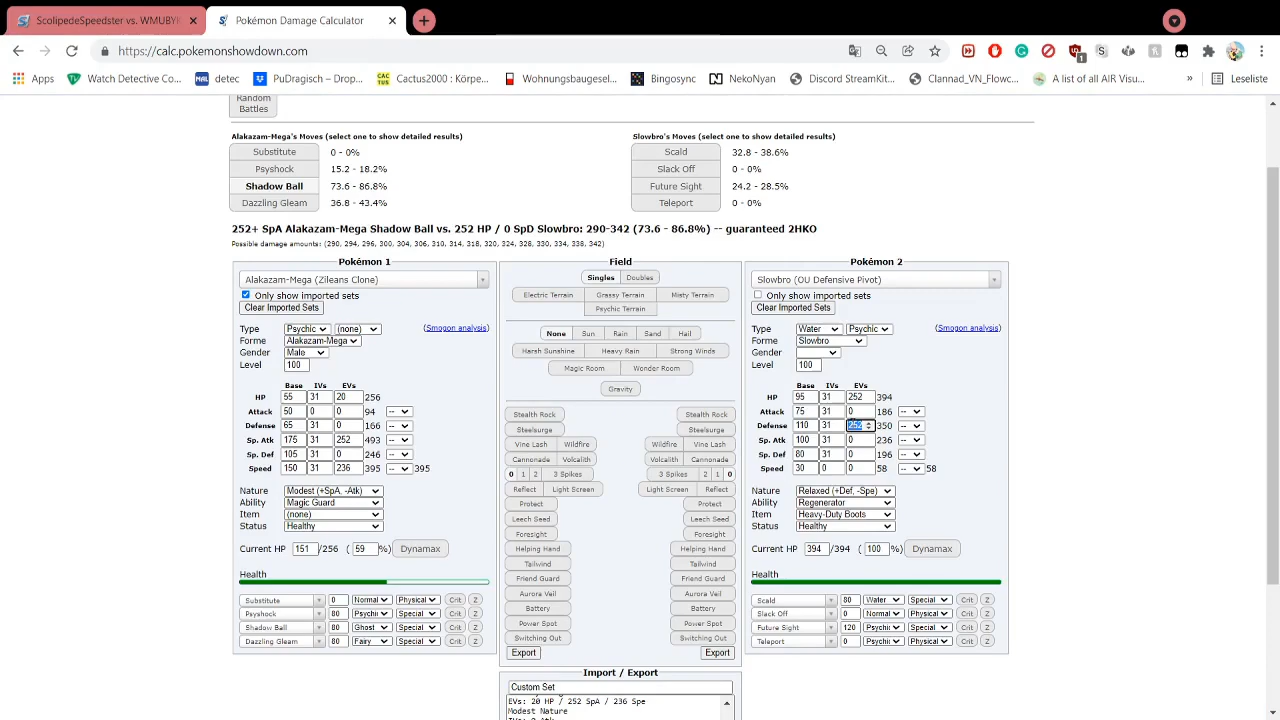 ScolipedeSpeedster vs. WMUBYI
Pokémon Damage Calculator
https://calc.pokemonshowdown.com
Apps Watch Detective Co... detec PuDragisch – Drop... Cactus2000 : Körpe... Wohnungsbaugesel... Bingosync NekoNyan Discord StreamKit... Clannad_VN_Flowc... A list of all AIR Visu... » Leseliste
Random
Battles
Alakazam-Mega's Moves (select one to show detailed results)
Substitute 0 - 0%
Psyshock 15.2 - 18.2%
Shadow Ball 73.6 - 86.8%
Dazzling Gleam 36.8 - 43.4%
Slowbro's Moves (select one to show detailed results)
Scald 32.8 - 38.6%
Slack Off 0 - 0%
Future Sight 24.2 - 28.5%
Teleport 0 - 0%
252+ SpA Alakazam-Mega Shadow Ball vs. 252 HP / 0 SpD Slowbro: 290-342 (73.6 - 86.8%) -- guaranteed 2HKO
Possible damage amounts: (290, 294, 296, 300, 304, 306, 310, 314, 318, 320, 324, 328, 330, 334, 338, 342)
Pokémon 1
Alakazam-Mega (Zileans Clone)
Only show imported sets
Clear Imported Sets
Type Psychic (none) (Smogon analysis)
Forme Alakazam-Mega
Gender Male
Level 100
Base IVs EVs
HP 55 31 20 256
Attack 50 0 0 94 --
Defense 65 31 0 166 --
Sp. Atk 175 31 252 493 --
Sp. Def 105 31 0 246 --
Speed 150 31 236 395 -- 395
Nature Modest (+SpA, -Atk)
Ability Magic Guard
Item (none)
Status Healthy
Current HP 151 /256 ( 59 %) Dynamax
Health
Substitute 0 Normal Physical Crit Z
Psyshock 80 Psychic Special Crit Z
Shadow Ball 80 Ghost Special Crit Z
Dazzling Gleam 80 Fairy Special Crit Z
Field
Singles Doubles
Electric Terrain Grassy Terrain Misty Terrain
Psychic Terrain
None Sun Rain Sand Hail
Harsh Sunshine Heavy Rain Strong Winds
Magic Room Wonder Room
Gravity
Stealth Rock Stealth Rock
Steelsurge Steelsurge
Vine Lash Wildfire Wildfire Vine Lash
Cannonade Volcalith Volcalith Cannonade
0 1 2 3 Spikes 3 Spikes 2 1 0
Reflect Light Screen Light Screen Reflect
Protect Protect
Leech Seed Leech Seed
Foresight Foresight
Helping Hand Helping Hand
Tailwind Tailwind
Friend Guard Friend Guard
Aurora Veil Aurora Veil
Battery Battery
Power Spot Power Spot
Switching Out Switching Out
Export Export
Pokémon 2
Slowbro (OU Defensive Pivot)
Only show imported sets
Clear Imported Sets
Type Water Psychic (Smogon analysis)
Forme Slowbro
Gender
Level 100
Base IVs EVs
HP 95 31 252 394
Attack 75 31 0 186 --
Defense 110 31 252 350 --
Sp. Atk 100 31 0 236 --
Sp. Def 80 31 0 196 --
Speed 30 0 0 58 -- 58
Nature Relaxed (+Def, -Spe)
Ability Regenerator
Item Heavy-Duty Boots
Status Healthy
Current HP 394 /394 ( 100 %) Dynamax
Health
Scald 80 Water Special Crit Z
Slack Off 0 Normal Physical Crit Z
Future Sight 120 Psychi Special Crit Z
Teleport 0 Psychi Physical Crit Z
Import / Export
Custom Set
EVs: 20 HP / 252 SpA / 236 Spe
Modest Nature
IVs: 0 Atk